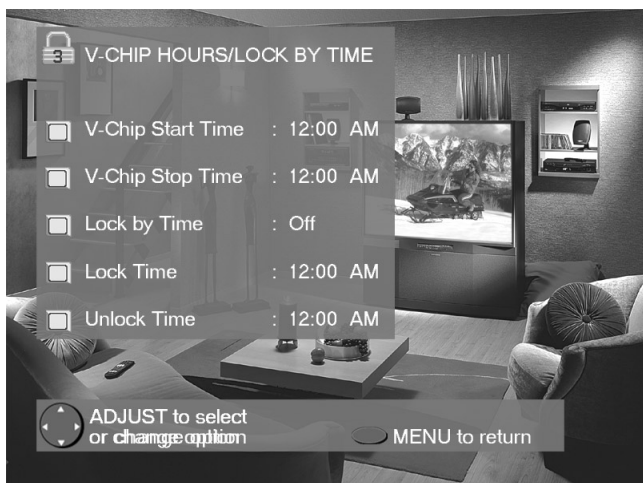 3
V-CHIP HOURS/LOCK BY TIME
V-Chip Start Time : 12:00 AM
V-Chip Stop Time : 12:00 AM
Lock by Time : Off
Lock Time : 12:00 AM
Unlock Time : 12:00 AM
ADJUST to select
or change option
MENU to return